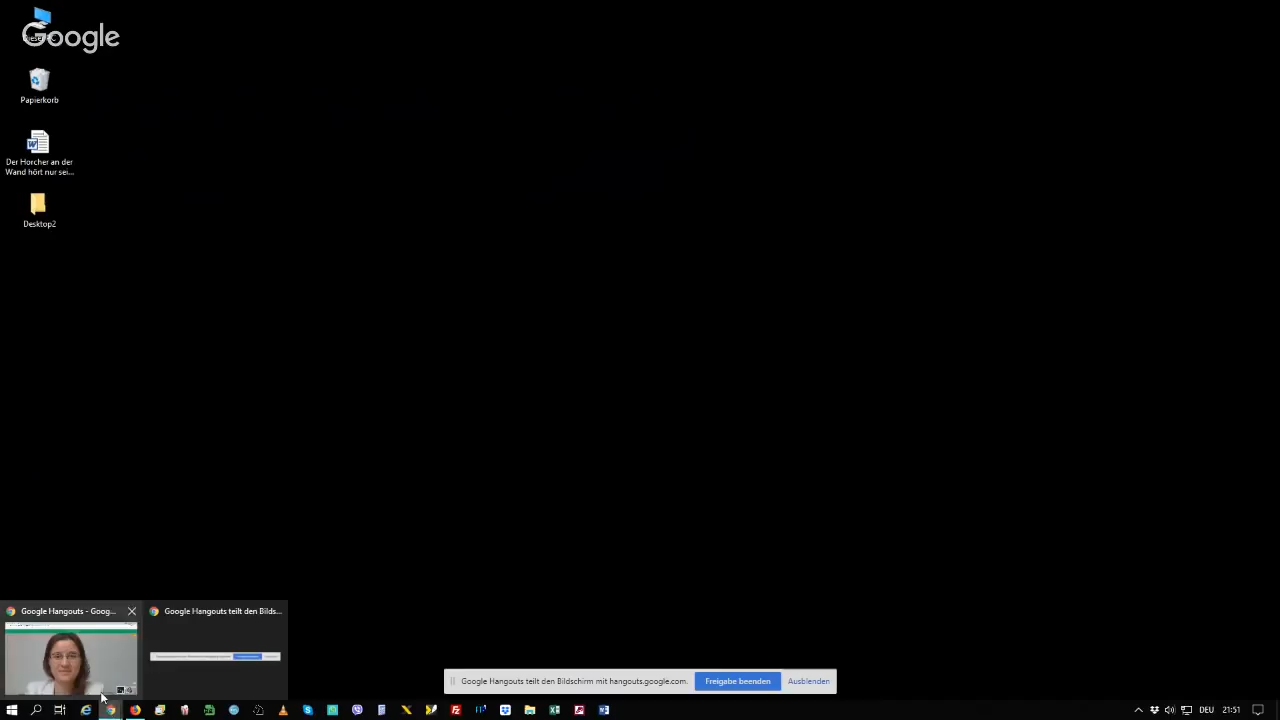 Google
Papierkorb
Der Horcher an der
Wand hört nur sei...
Desktop2
Google Hangouts - Goog...
Google Hangouts teilt den Bilds...
Google Hangouts teilt den Bildschirm mit hangouts.google.com.
Freigabe beenden
Ausblenden
DEU
21:51